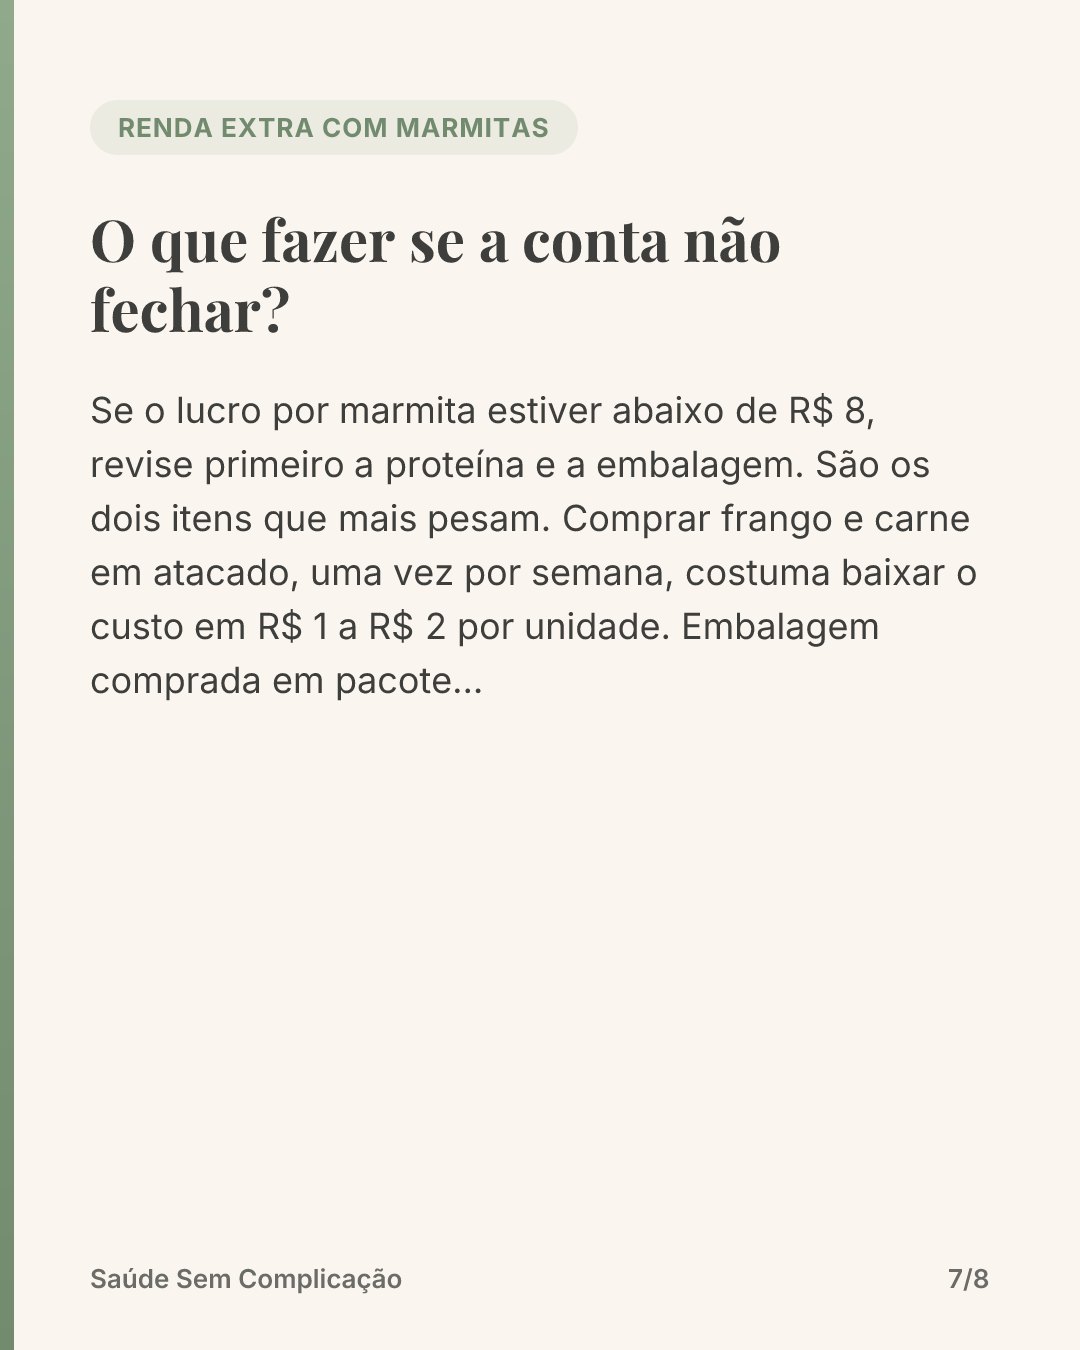 RENDA EXTRA COM MARMITAS
O que fazer se a conta não
fechar?
Se o lucro por marmita estiver abaixo de R$ 8,
revise primeiro a proteína e a embalagem. São os
dois itens que mais pesam. Comprar frango e carne
em atacado, uma vez por semana, costuma baixar o
custo em R$ 1 a R$ 2 por unidade. Embalagem
comprada em pacote...
Saúde Sem Complicação
7/8